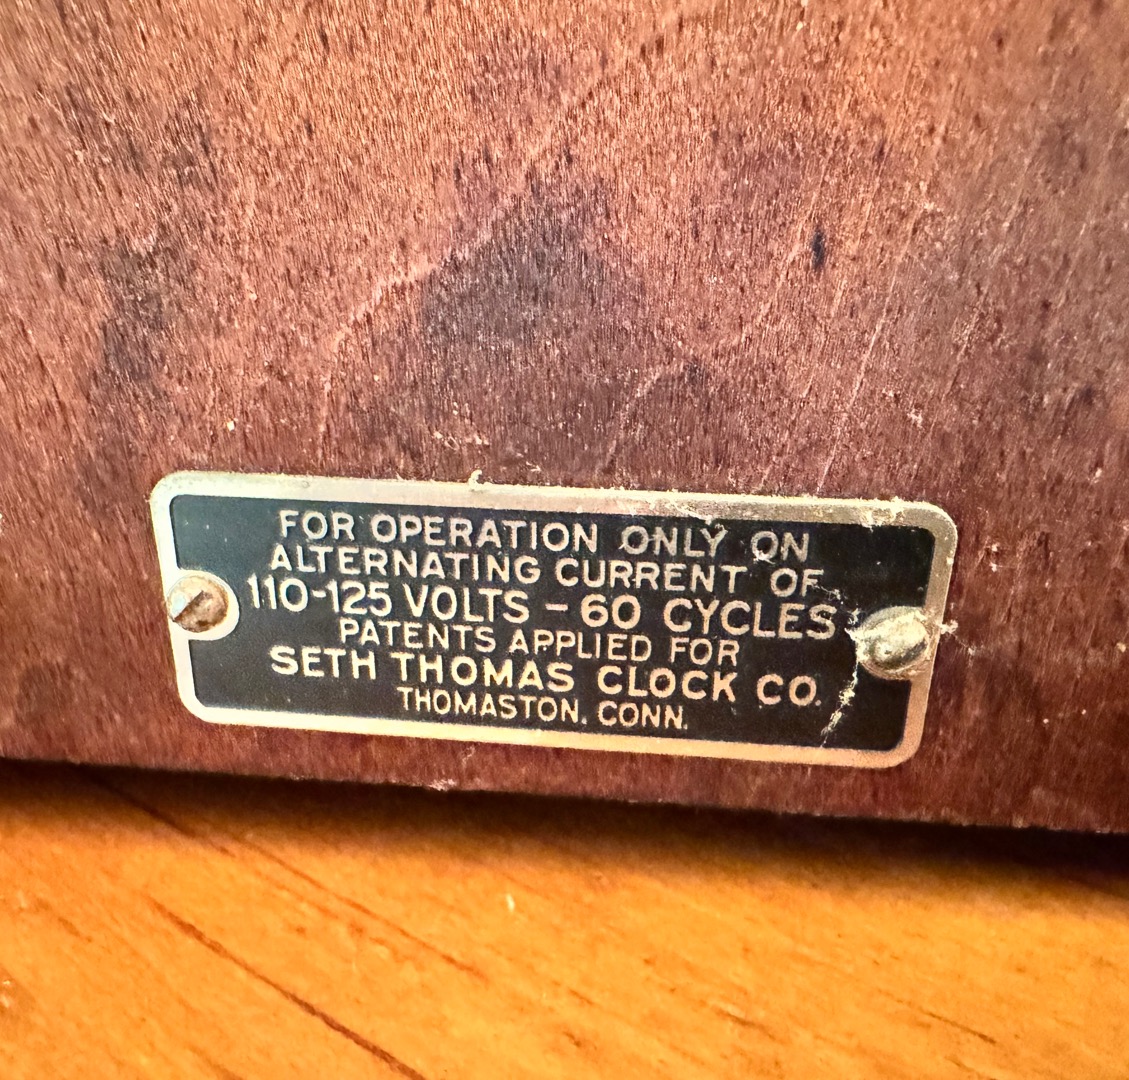 FOR OPERATION ONLY ON
ALTERNATING CURRENT OF
110-125 VOLTS - 60 CYCLES
PATENTS APPLIED FOR
SETH THOMAS CLOCK CO.
THOMASTON, CONN.